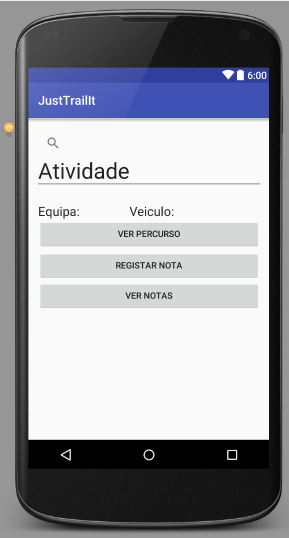 6:00
JustTrailIt
Atividade
Equipa: Veiculo:
VER PERCURSO
REGISTAR NOTA
VER NOTAS